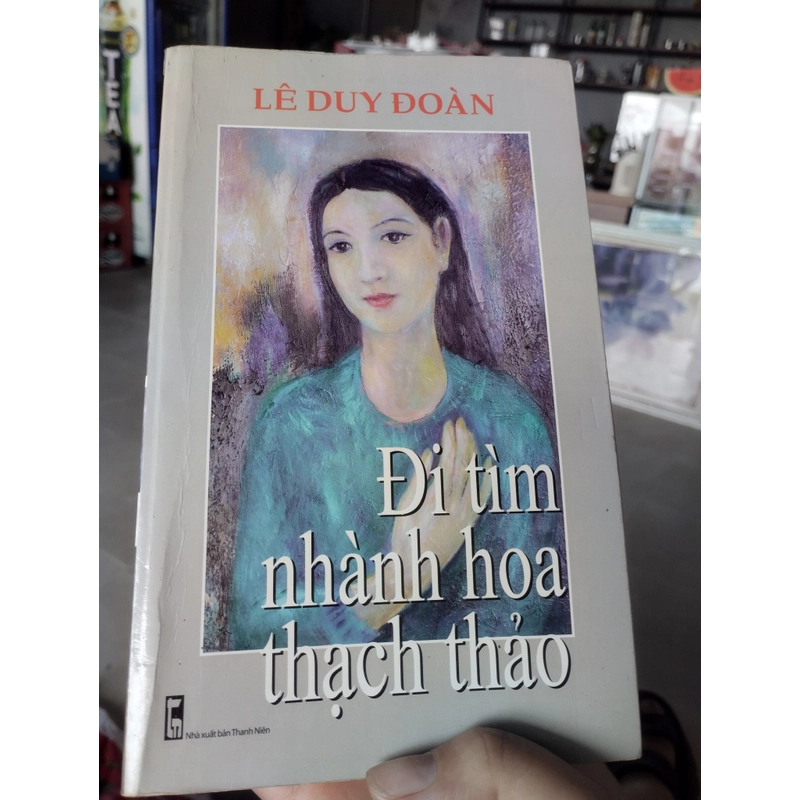 TEA
LÊ DUY ĐOÀN
Đi tìm
nhành hoa
thạch thảo
Nhà xuất bản Thanh Niên